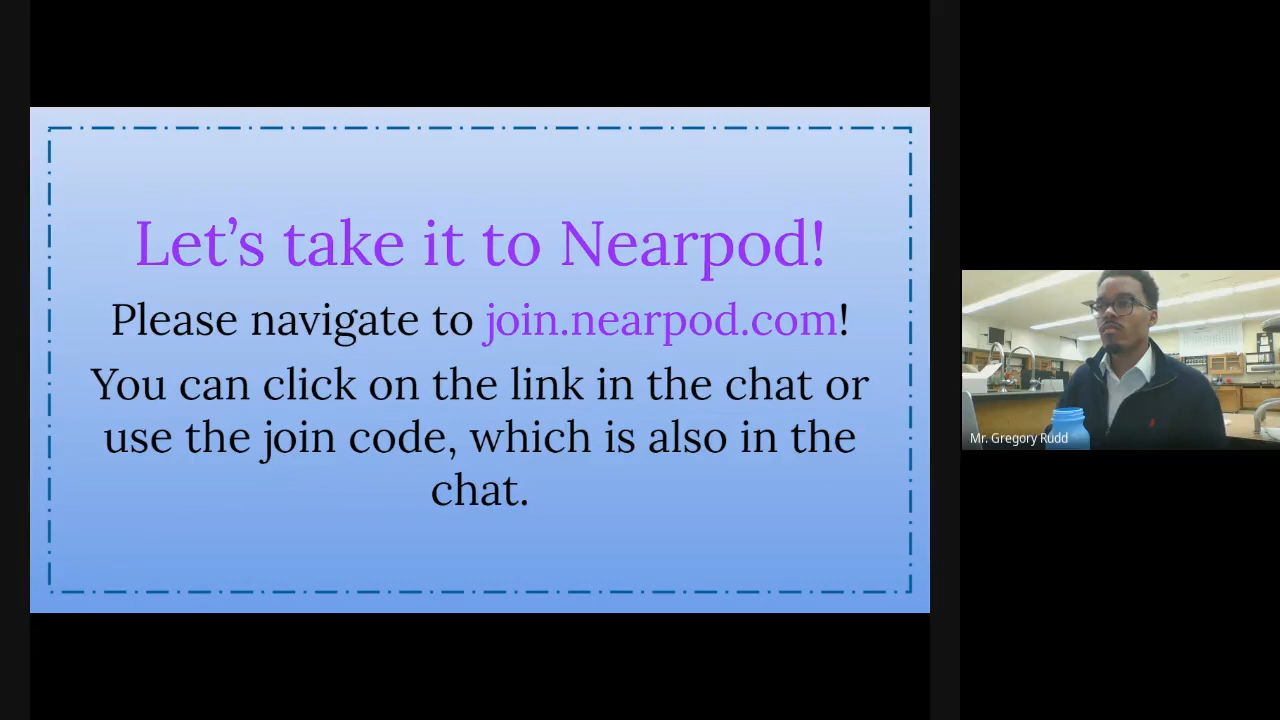 Let’s take it to Nearpod!
Please navigate to join.nearpod.com!
You can click on the link in the chat or
use the join code, which is also in the
chat.
Mr. Gregory Rudd